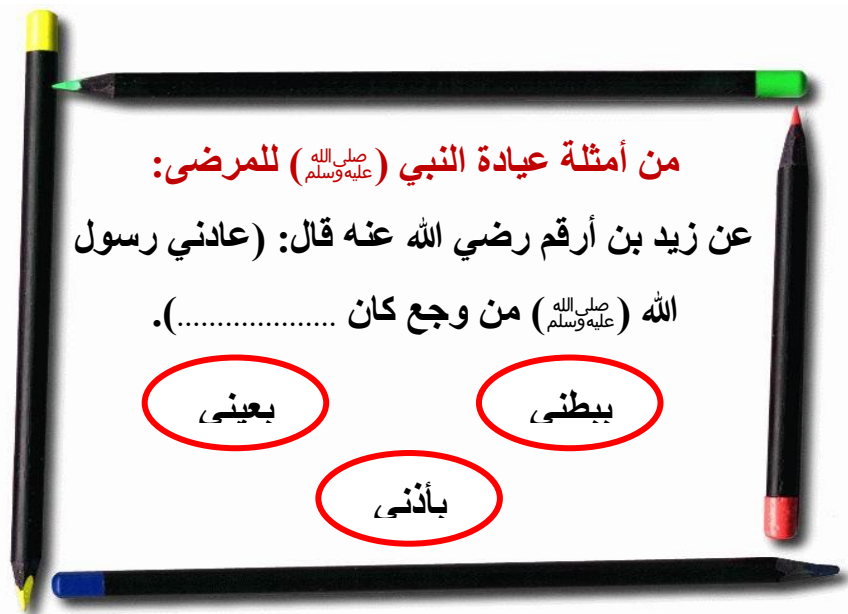 من أمثلة عيادة النبي (ﷺ) للمرضى:
عن زيد بن أرقم رضي الله عنه قال: (عادني رسول
الله (ﷺ) من وجع كان ....................).
ببطني
بعيني
بأذني